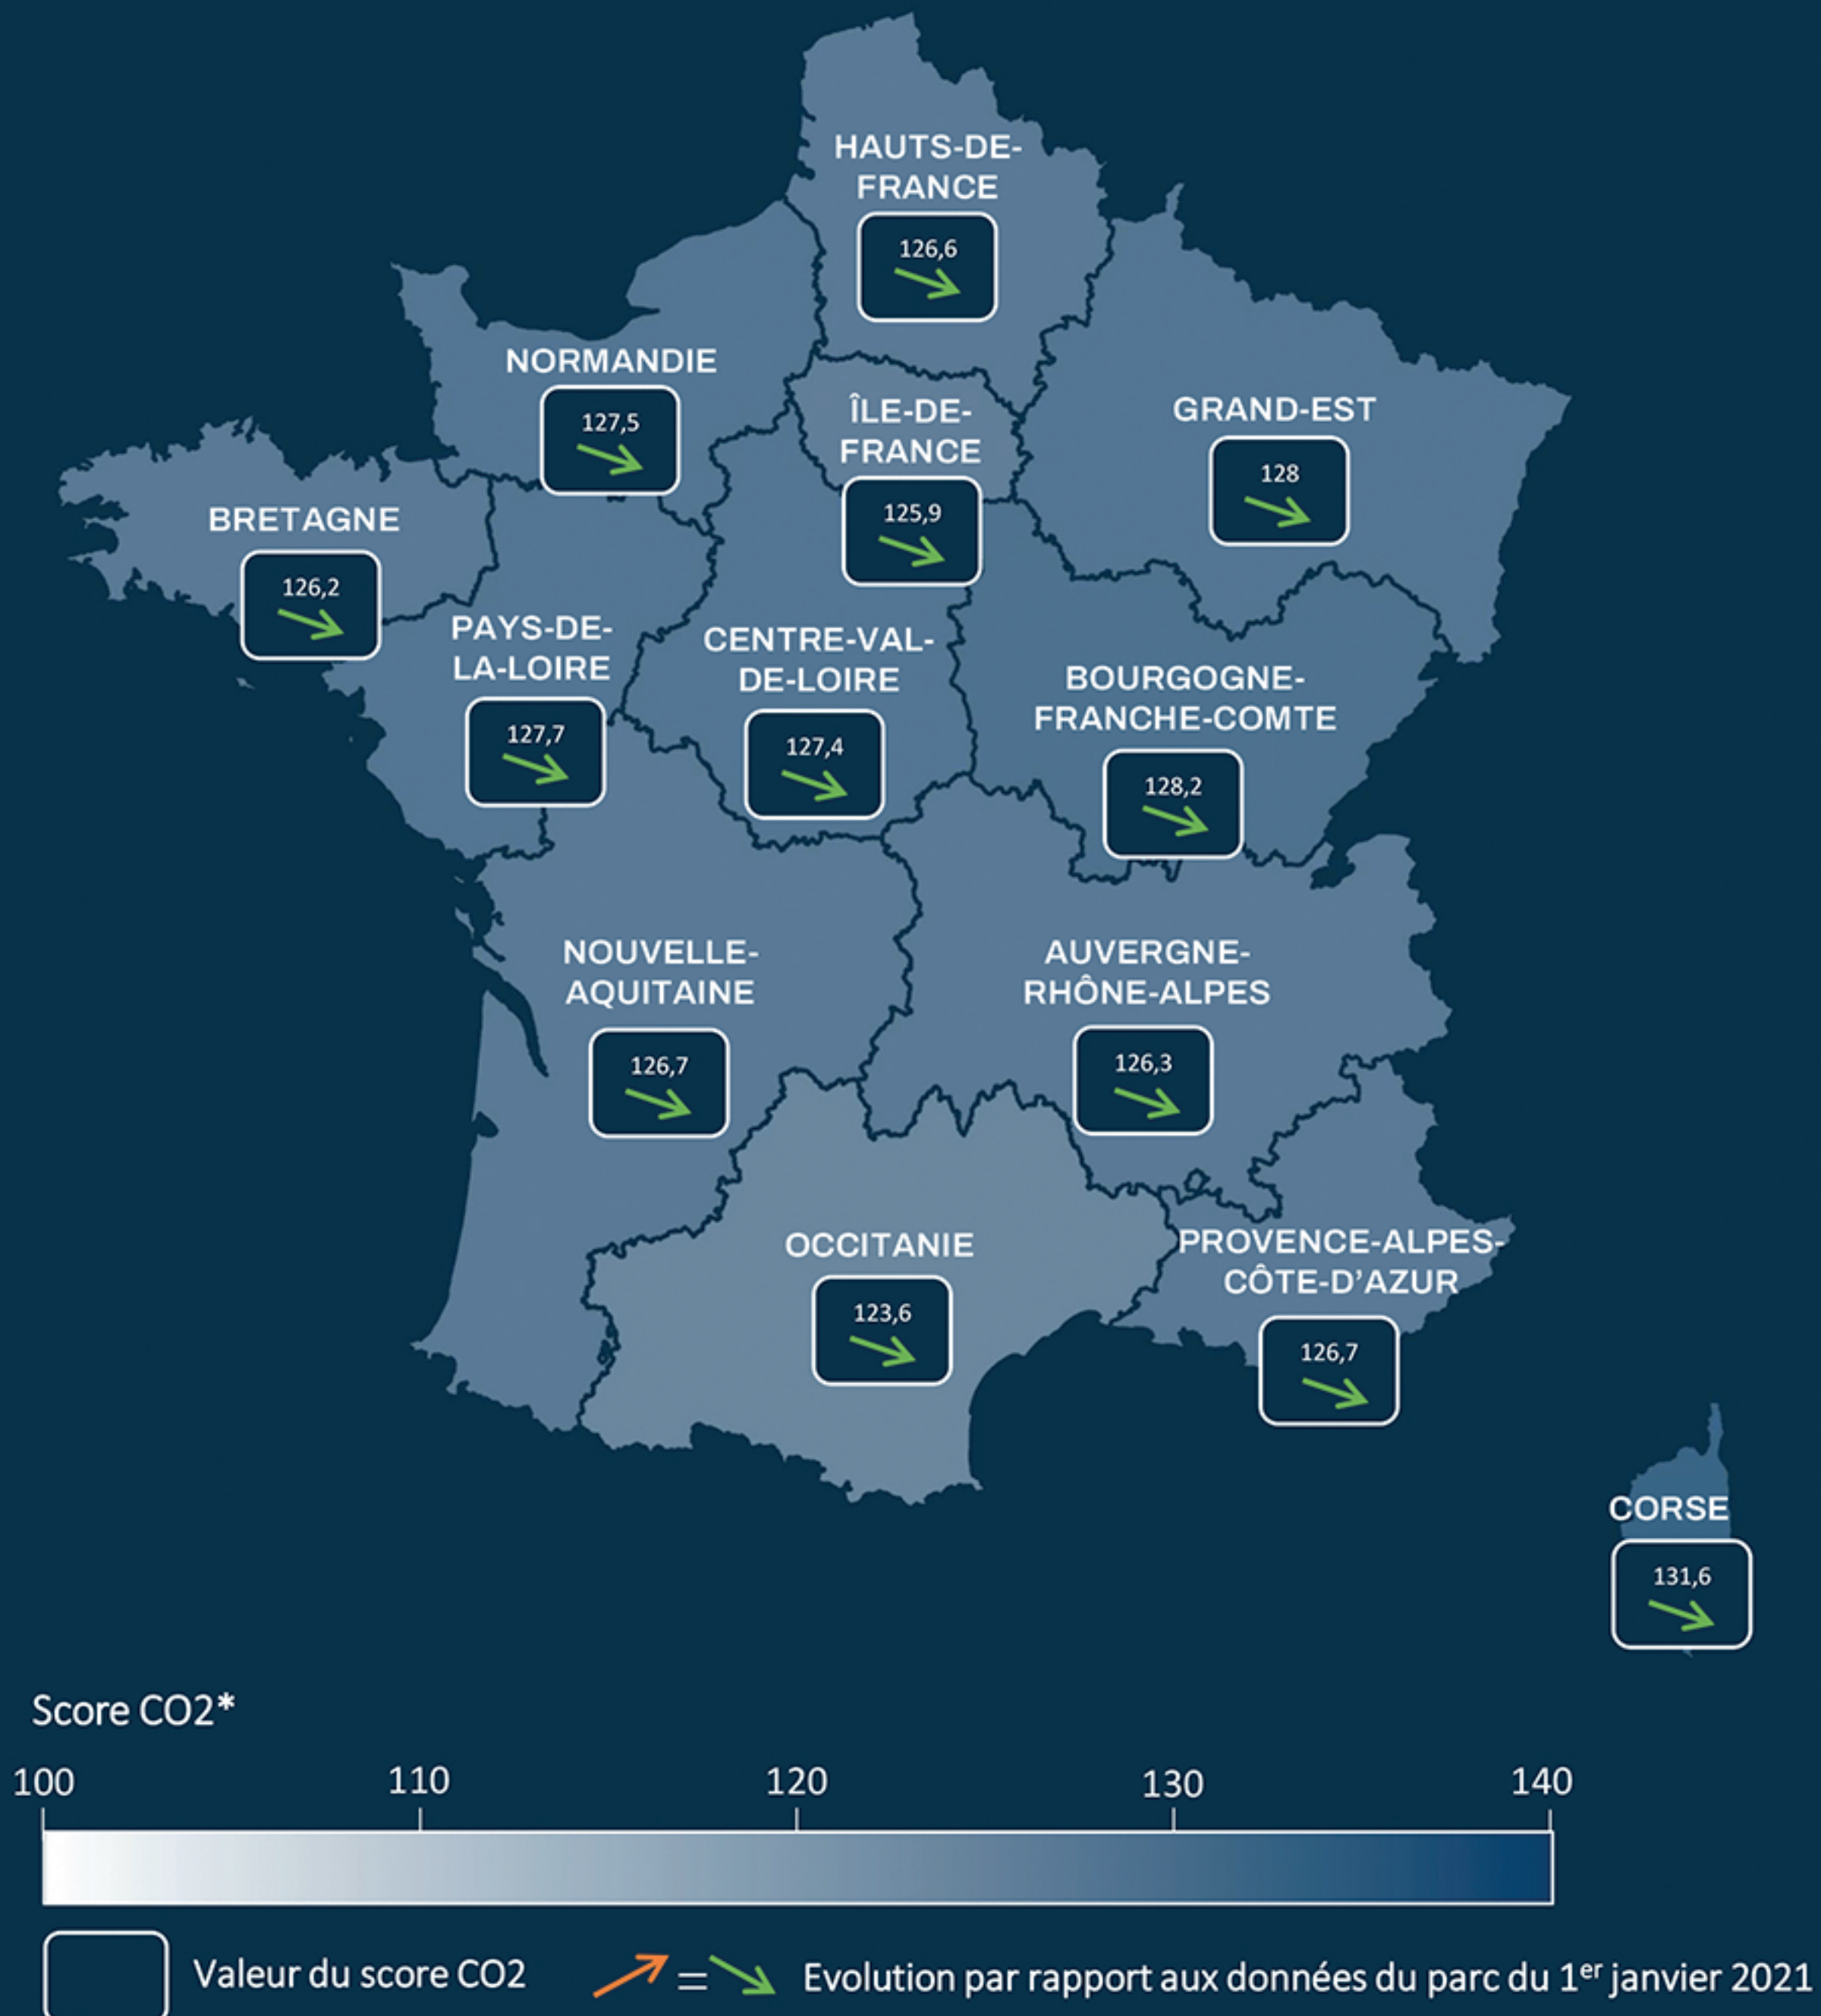 HAUTS-DE-
FRANCE
126,6
NORMANDIE
127,5
ÎLE-DE-
FRANCE
125,9
GRAND-EST
128
BRETAGNE
126,2
PAYS-DE-
LA-LOIRE
127,7
CENTRE-VAL-
DE-LOIRE
127,4
BOURGOGNE-
FRANCHE-COMTE
128,2
NOUVELLE-
AQUITAINE
126,7
AUVERGNE-
RHÔNE-ALPES
126,3
OCCITANIE
123,6
PROVENCE-ALPES-
CÔTE-D’AZUR
126,7
CORSE
131,6
Score CO2*
100 110 120 130 140
Valeur du score CO2
= Evolution par rapport aux données du parc du 1er janvier 2021